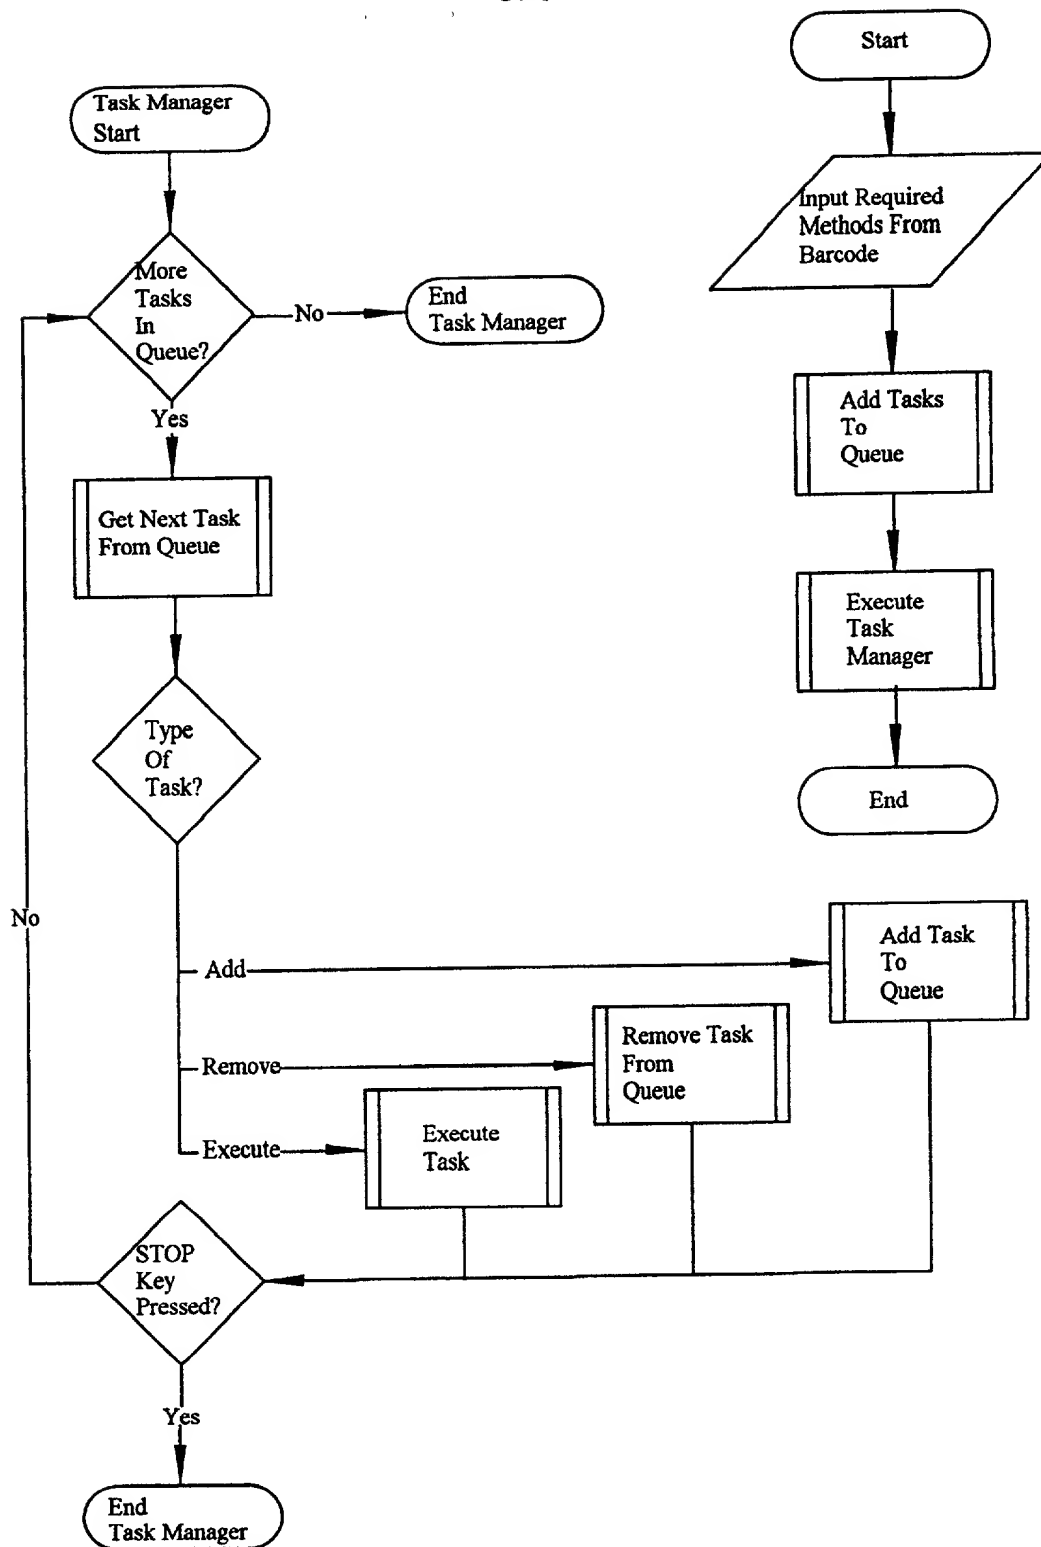 Start
Task Manager
Start
Input Required
Methods From
Barcode
More
Tasks
In
Queue?
No
End
Task Manager
Add Tasks
To
Queue
Yes
Get Next Task
From Queue
Execute
Task
Manager
Type
Of
Task?
End
No
Add
Add Task
To
Queue
Remove
Remove Task
From
Queue
Execute
Execute
Task
STOP
Key
Pressed?
Yes
End
Task Manager